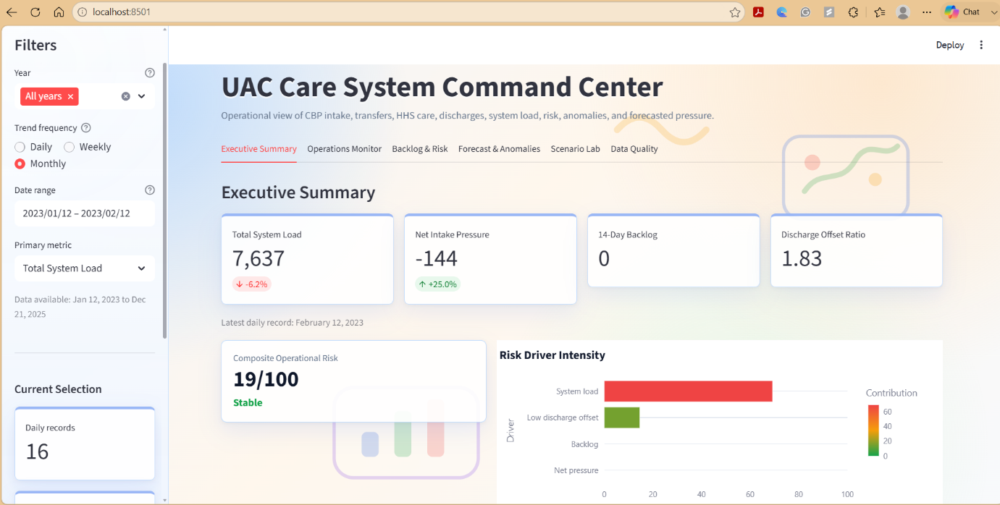 localhost:8501
Chat
Filters
Year
All years
Trend frequency
Daily
Weekly
Monthly
Date range
2023/01/12 – 2023/02/12
Primary metric
Total System Load
Data available: Jan 12, 2023 to Dec
21, 2025
Current Selection
Daily records
16
Deploy
UAC Care System Command Center
Operational view of CBP intake, transfers, HHS care, discharges, system load, risk, anomalies, and forecasted pressure.
Executive Summary
Operations Monitor
Backlog & Risk
Forecast & Anomalies
Scenario Lab
Data Quality
Executive Summary
Total System Load
7,637
↓ -6.2%
Net Intake Pressure
-144
↑ +25.0%
14-Day Backlog
0
Discharge Offset Ratio
1.83
Latest daily record: February 12, 2023
Composite Operational Risk
19/100
Stable
Risk Driver Intensity
Driver
System load
Low discharge offset
Backlog
Net pressure
0 20 40 60 80 100
Contribution
60
40
20
0